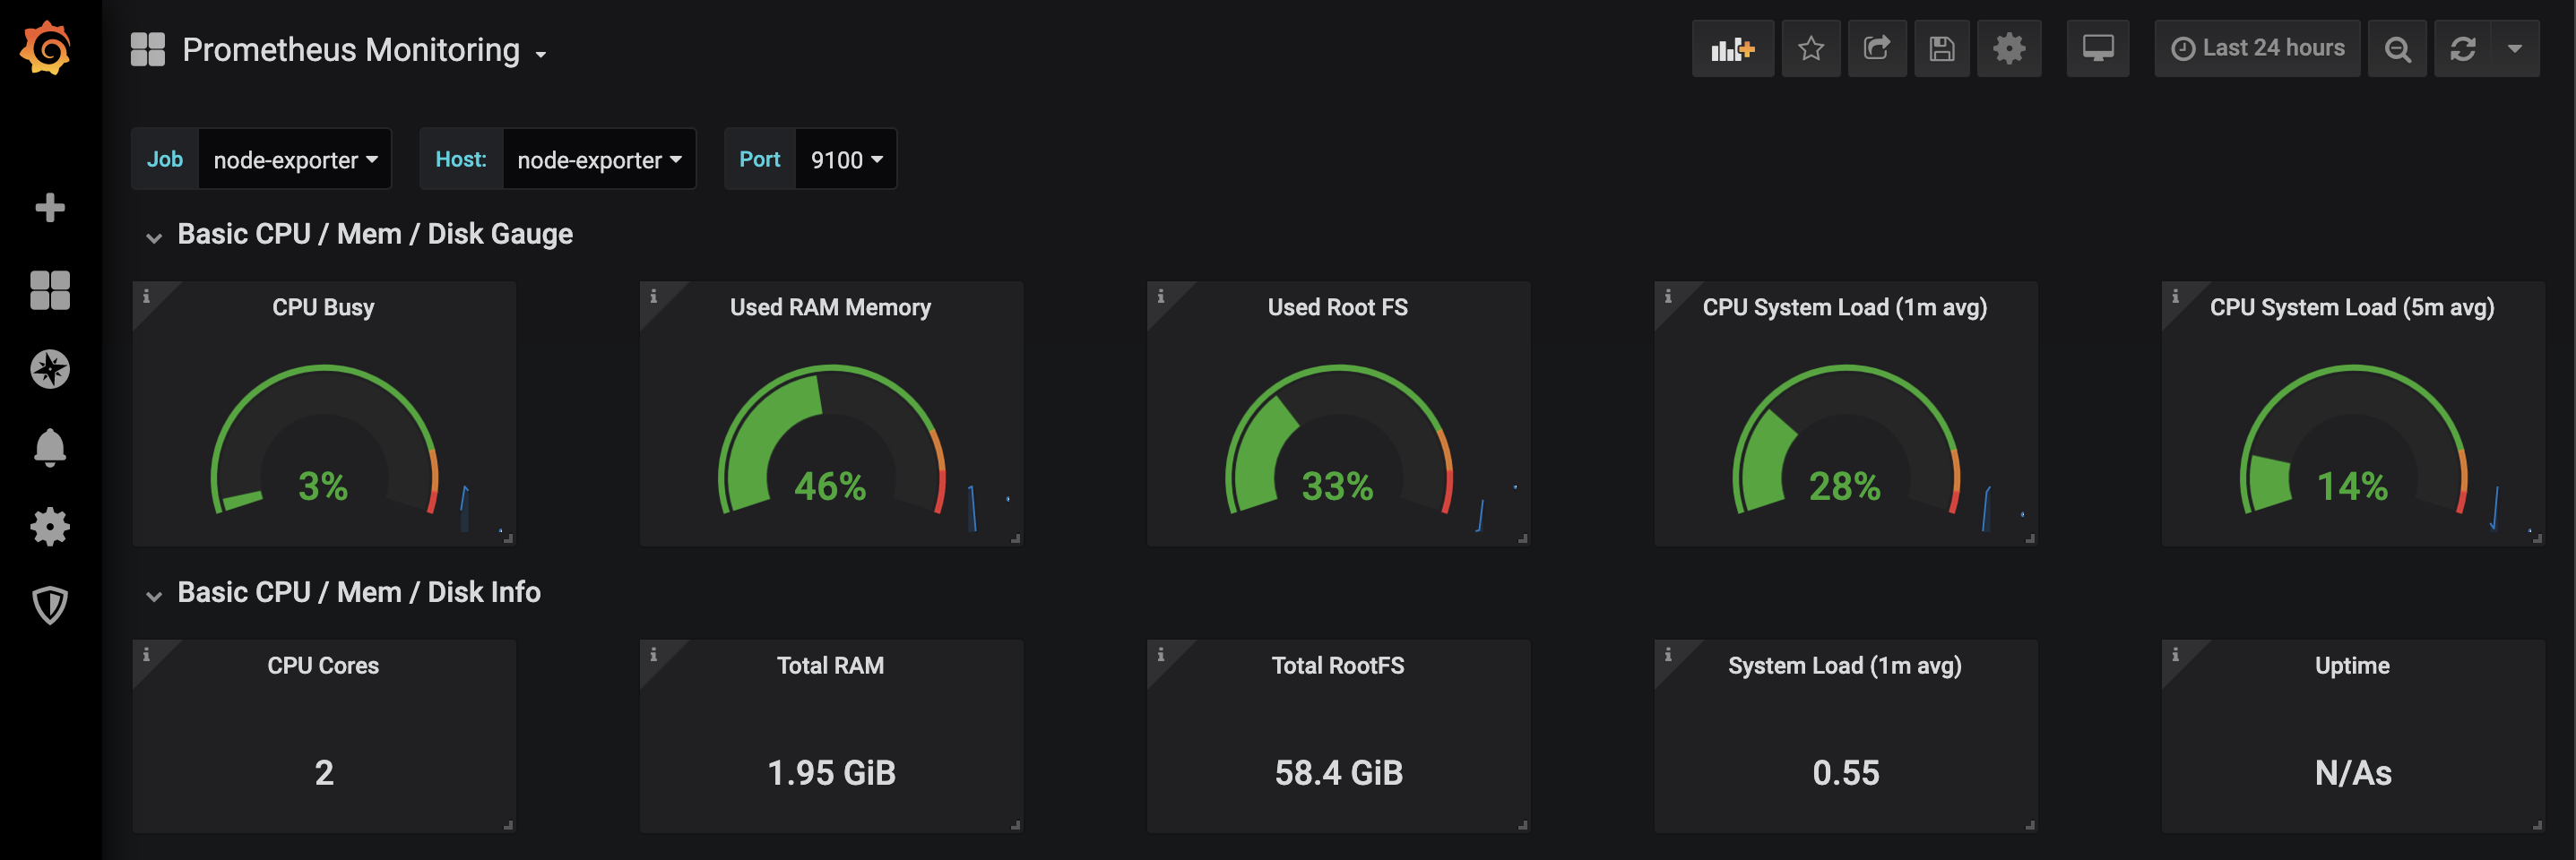 Prometheus Monitoring
Last 24 hours
Job node-exporter Host: node-exporter Port 9100
Basic CPU / Mem / Disk Gauge
CPU Busy
Used RAM Memory
Used Root FS
CPU System Load (1m avg)
CPU System Load (5m avg)
3%
46%
33%
28%
14%
Basic CPU / Mem / Disk Info
CPU Cores
Total RAM
Total RootFS
System Load (1m avg)
Uptime
2
1.95 GiB
58.4 GiB
0.55
N/As